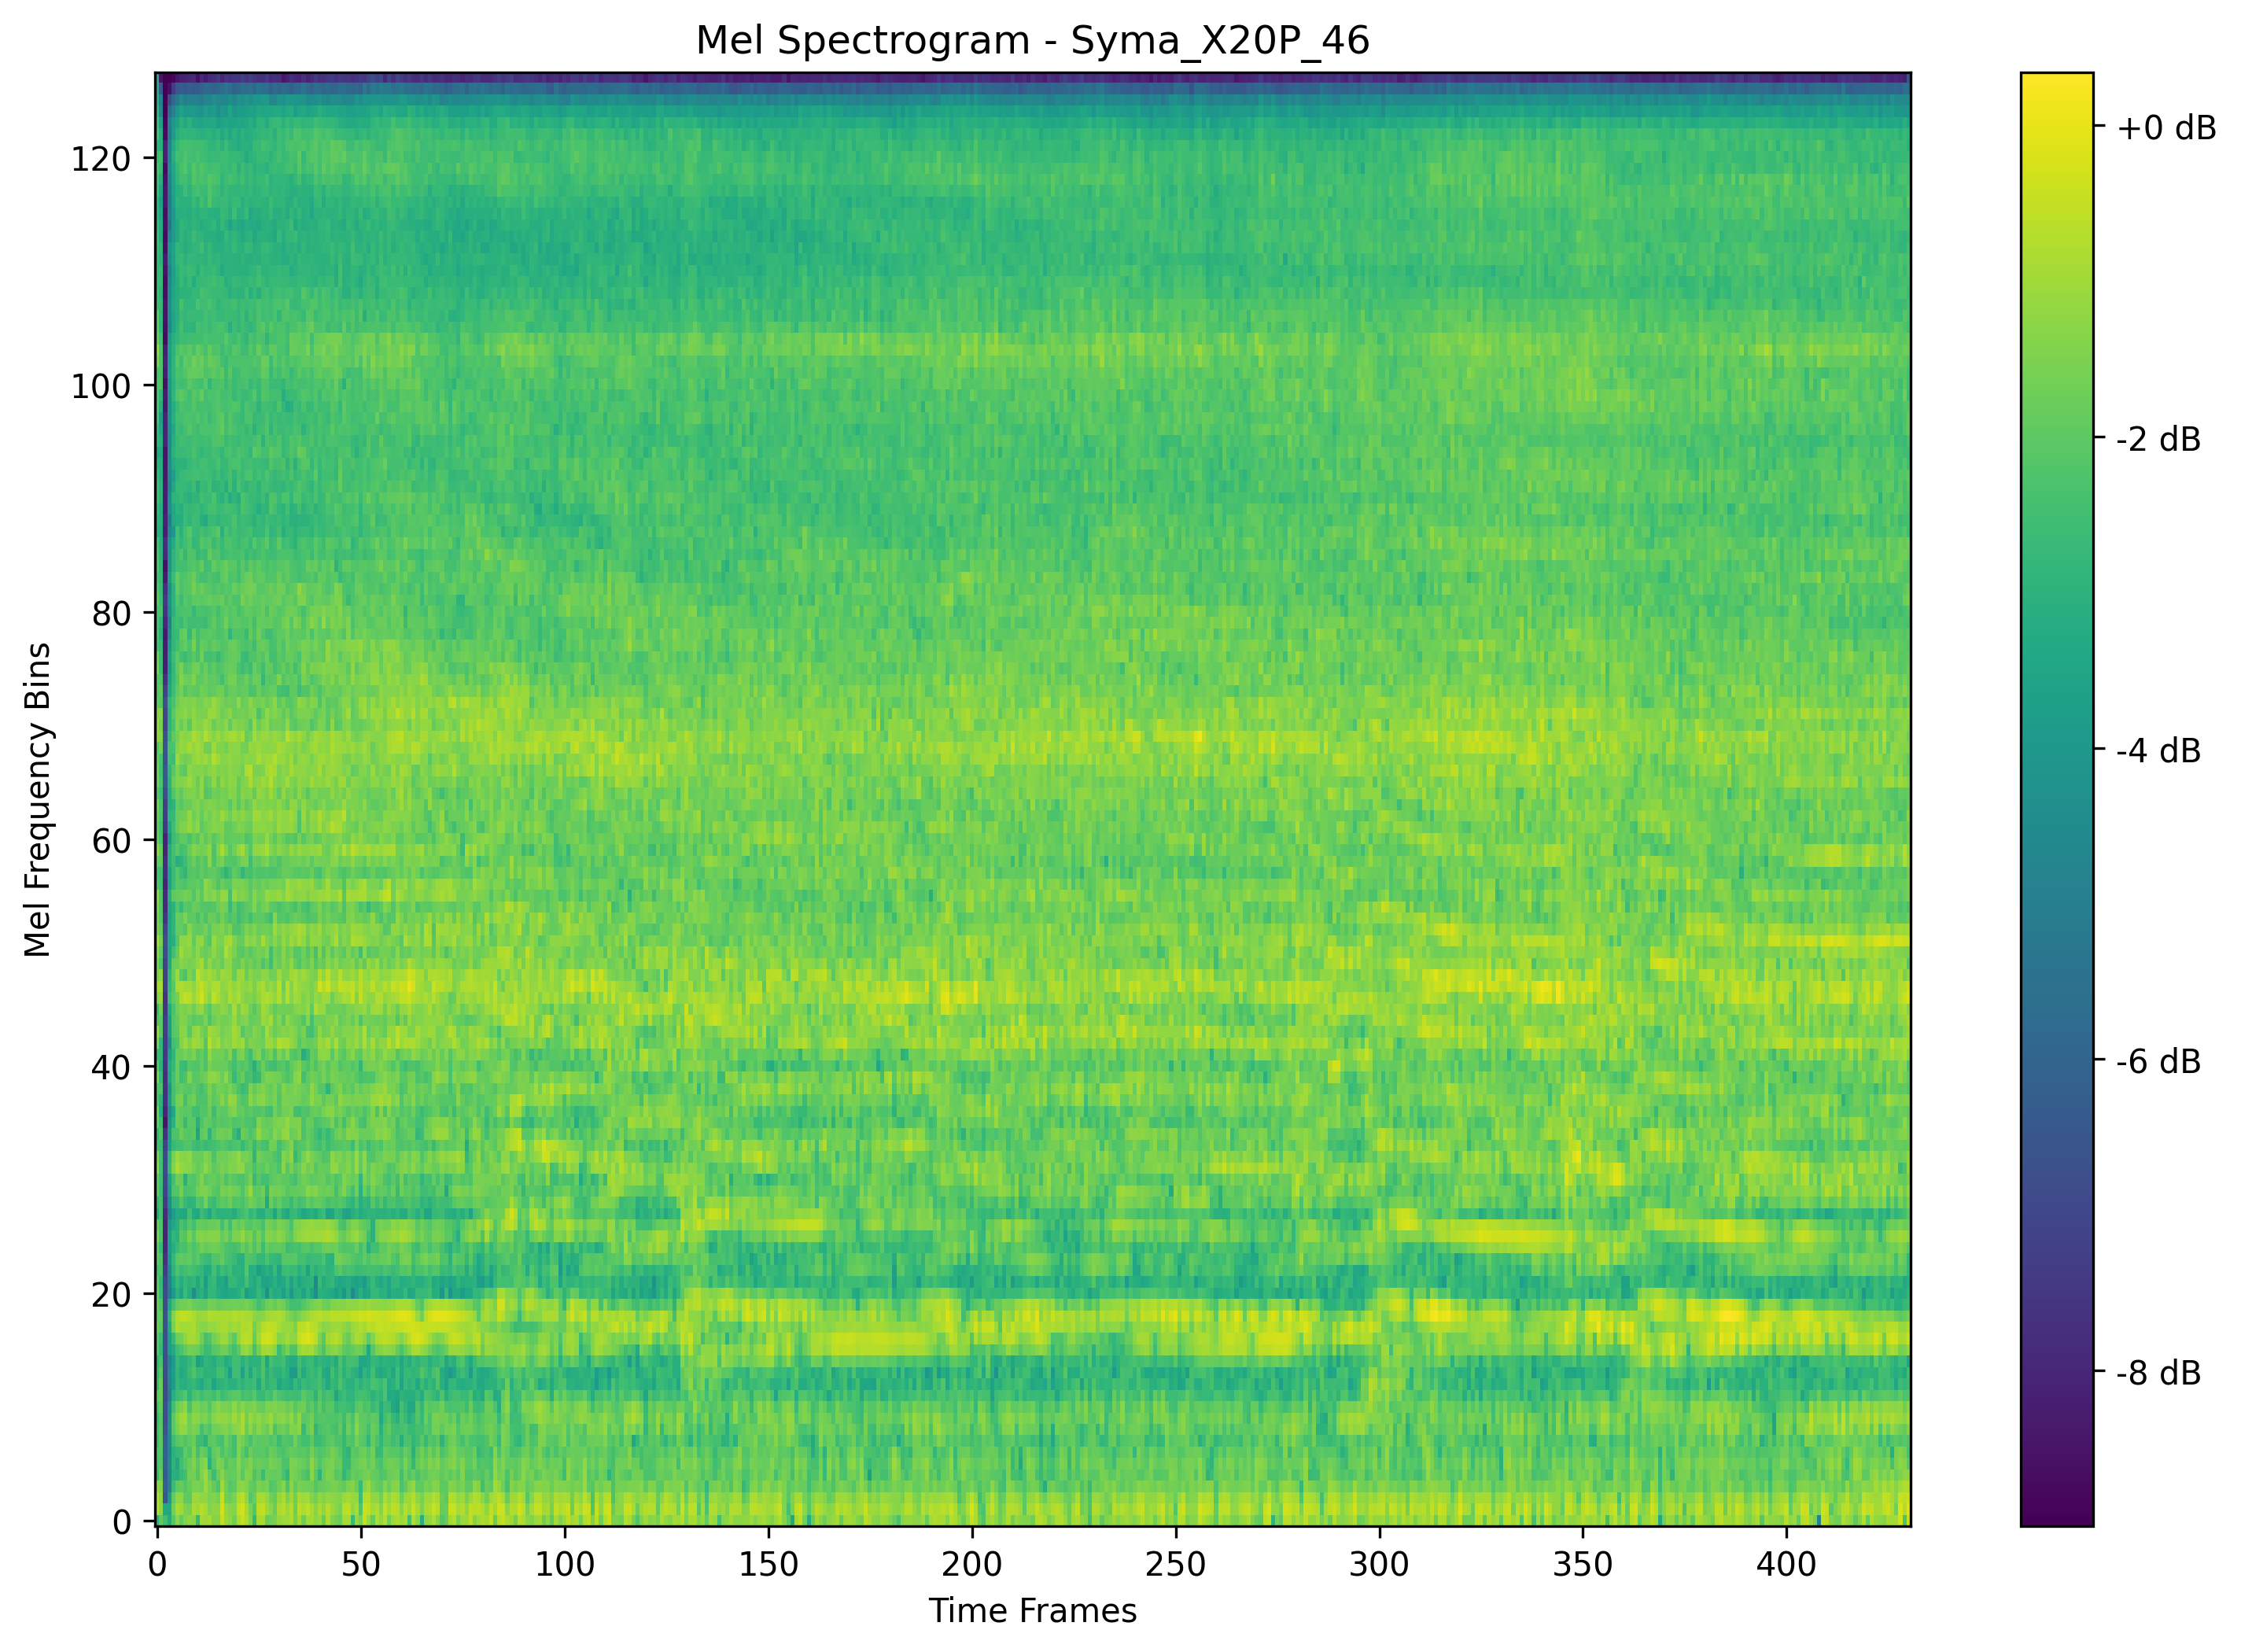 Mel Spectrogram - Syma_X20P_46
Mel Frequency Bins
120
100
80
60
40
20
0
0 50 100 150 200 250 300 350 400
Time Frames
+0 dB
-2 dB
-4 dB
-6 dB
-8 dB